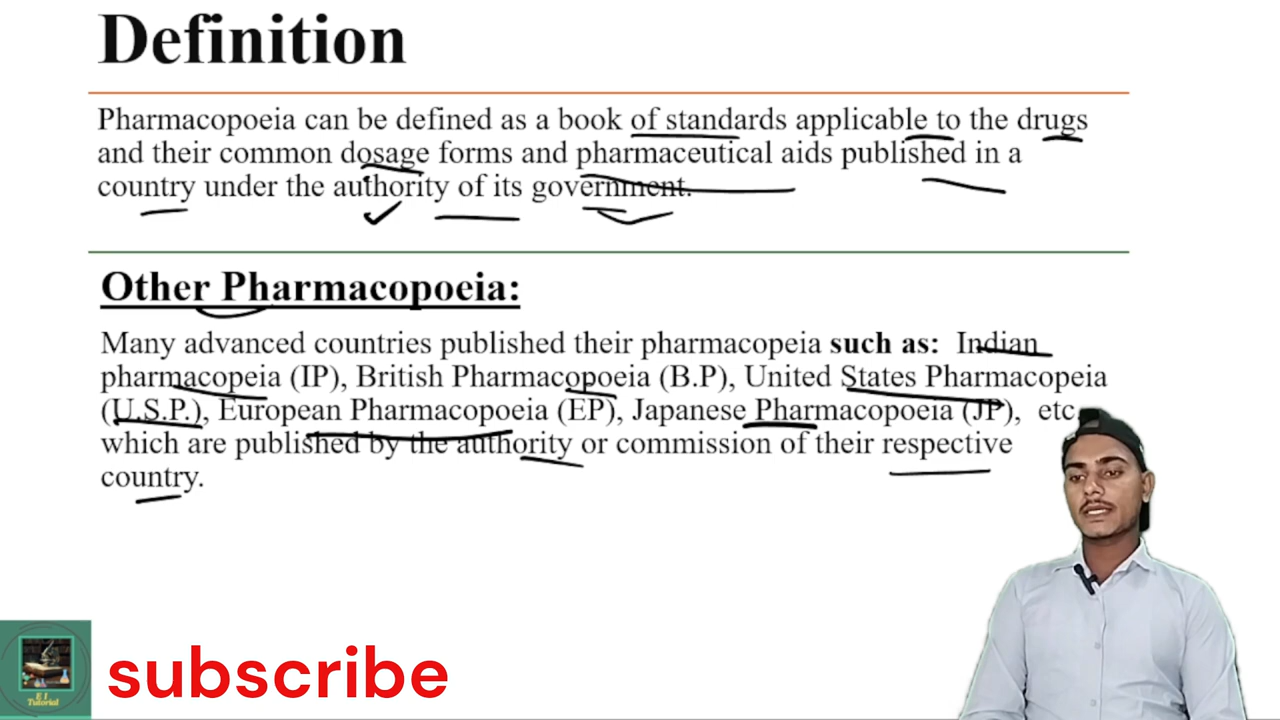 Definition
Pharmacopoeia can be defined as a book of standards applicable to the drugs
and their common dosage forms and pharmaceutical aids published in a
country under the authority of its government.
Other Pharmacopoeia:
Many advanced countries published their pharmacopeia such as: Indian
pharmacopeia (IP), British Pharmacopoeia (B.P), United States Pharmacopeia
(U.S.P.), European Pharmacopoeia (EP), Japanese Pharmacopoeia (JP), etc
which are published by the authority or commission of their respective
country.
E I
Tutorial
subscribe